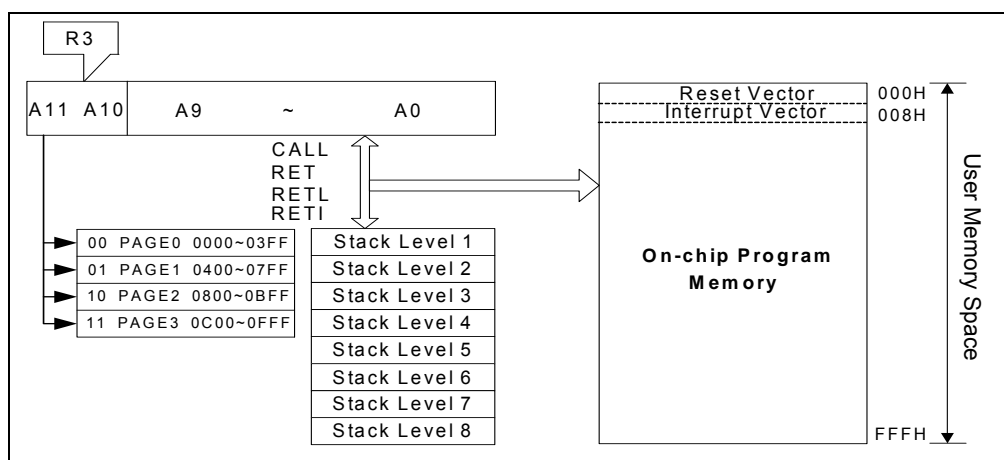 R3
A11 A10 A9 ~ A0
CALL
RET
RETL
RETI
00 PAGE0 0000~03FF
01 PAGE1 0400~07FF
10 PAGE2 0800~0BFF
11 PAGE3 0C00~0FFF
Stack Level 1
Stack Level 2
Stack Level 3
Stack Level 4
Stack Level 5
Stack Level 6
Stack Level 7
Stack Level 8
Reset Vector
Interrupt Vector
On-chip Program
Memory
000H
008H
FFFH
User Memory Space